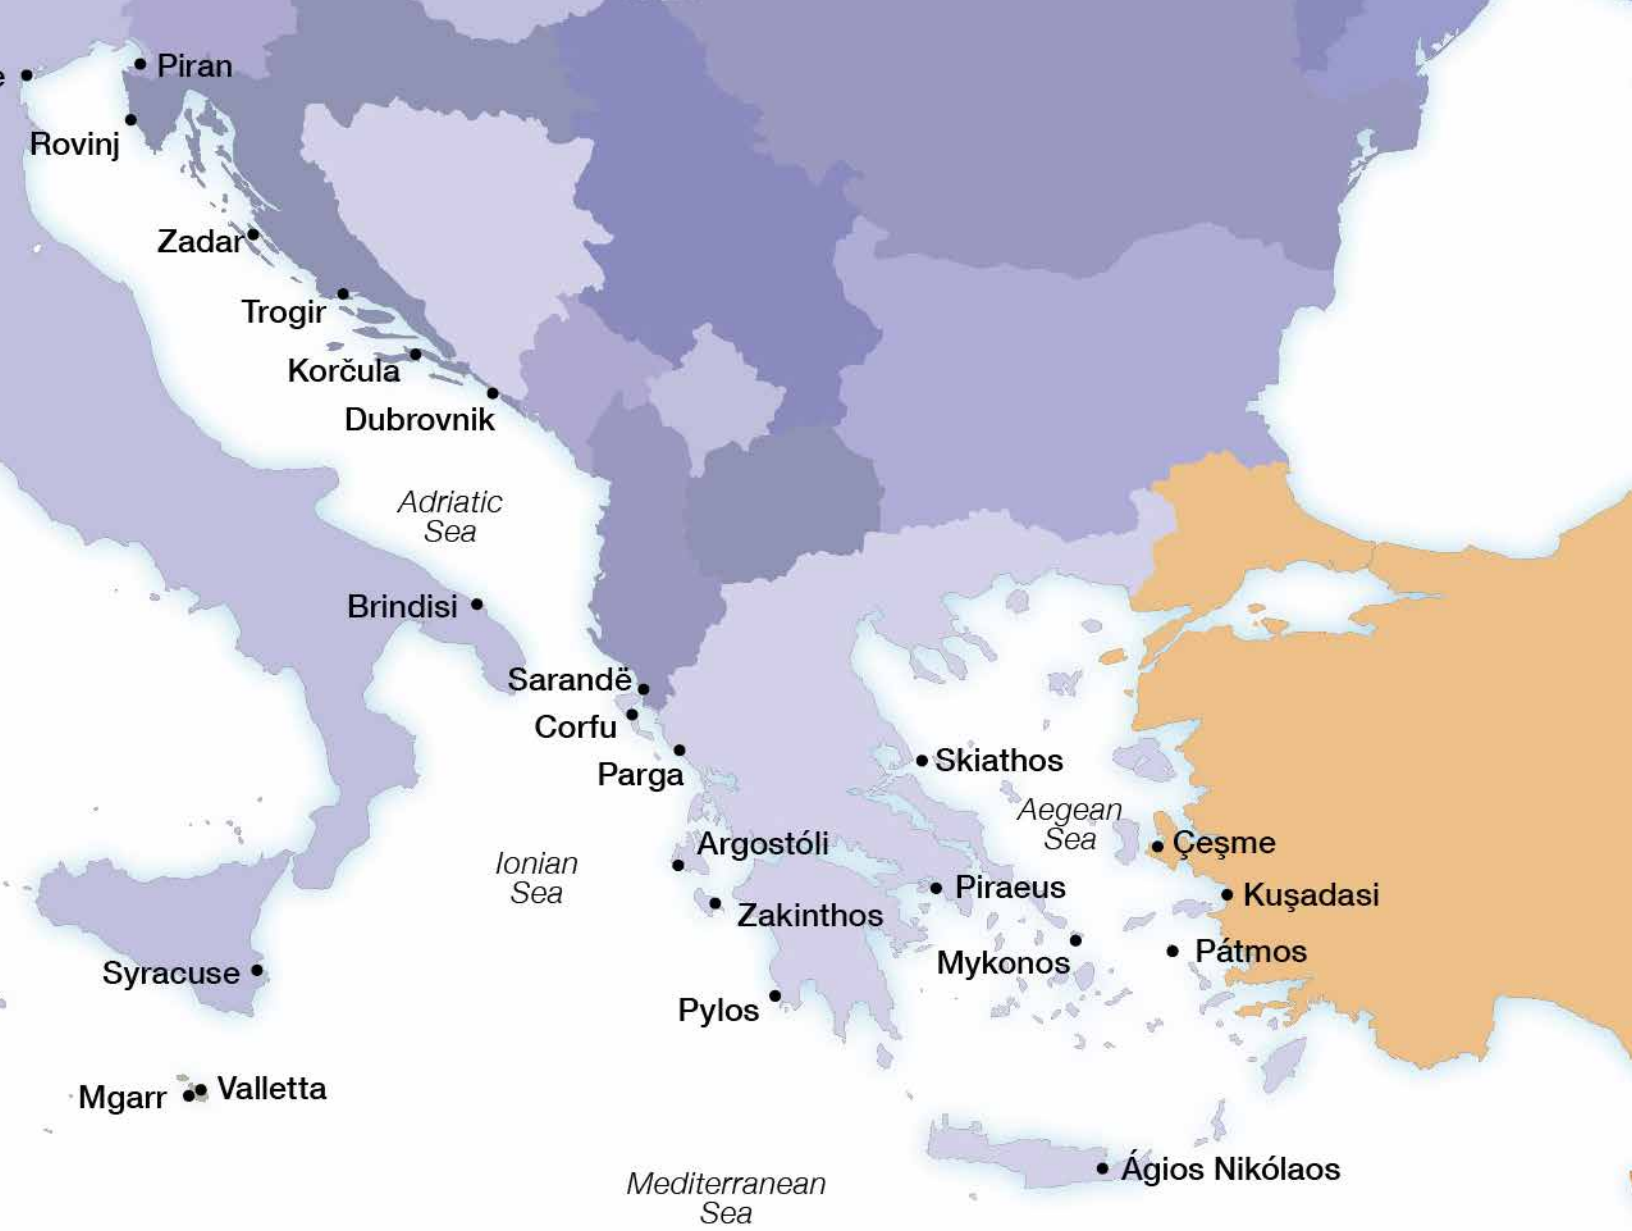 Piran
Rovinj
Zadar
Trogir
Korčula
Dubrovnik
Adriatic
Sea
Brindisi
Sarandë
Corfu
Parga
Skiathos
Aegean
Sea
Argostóli
Çeşme
Ionian
Sea
Piraeus
Kuşadasi
Zakinthos
Mykonos
Pátmos
Syracuse
Pylos
Mgarr
Valletta
Ágios Nikólaos
Mediterranean
Sea